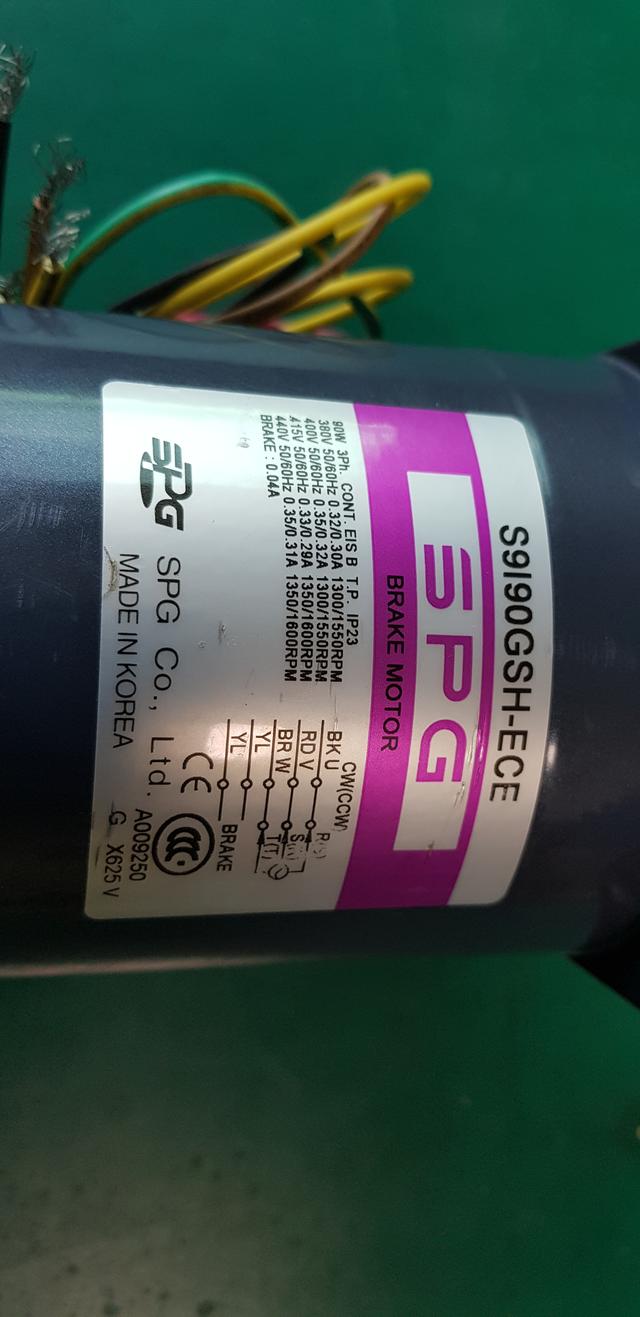 S9I90GSH-ECE
SPG
BRAKE MOTOR
90W 3Ph. CONT. EIS B T.P. IP23
380V 50/60Hz 0.32/0.30A 1300/1550RPM
400V 50/60Hz 0.35/0.32A 1300/1550RPM
415V 50/60Hz 0.33/0.29A 1350/1600RPM
440V 50/60Hz 0.35/0.31A 1350/1600RPM
BRAKE : 0.04A
CW(CCW)
BK U
RD V
BR W
YL
YL
BRAKE
SPG SPG Co., Ltd.
MADE IN KOREA
CE
CCC
A009250
G X625 V